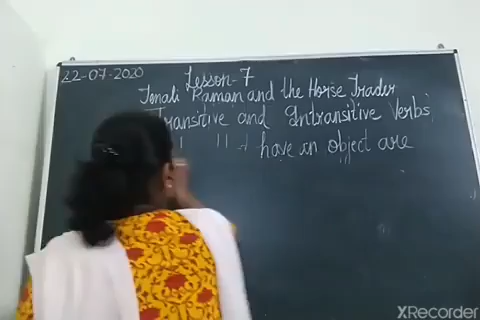 22-07-2020
Lesson-7
Tenali Raman and the Horse Trader
Transitive and Intransitive Verbs
have an object are
XRecorder